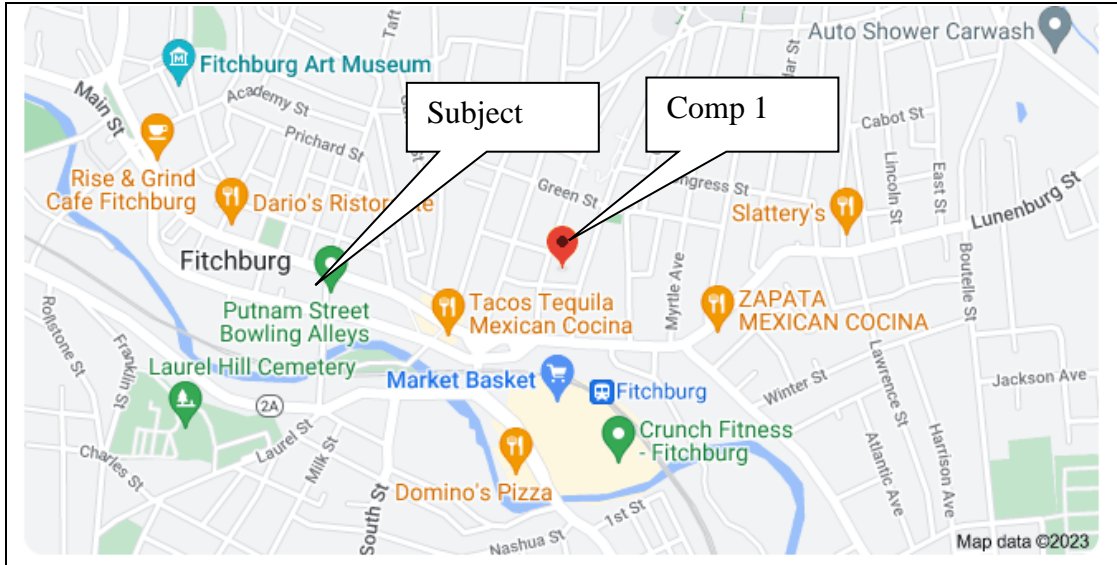 Auto Shower Carwash
Taft
Fitchburg Art Museum
Academy St
Main St
Subject
Comp 1
Cabot St
Prichard St
Green St
Lincoln St
East St
Rise & Grind
Cafe Fitchburg
Dario's
Slattery's
Lunenburg St
Fitchburg
Boutelle St
Myrtle Ave
Putnam Street
Bowling Alleys
Tacos Tequila
Mexican Cocina
ZAPATA
MEXICAN COCINA
Rollstone St
Franklin St
Laurel Hill Cemetery
Market Basket
Fitchburg
Winter St
Lawrence St
Jackson Ave
2A
Laurel St
Milk St
Crunch Fitness
- Fitchburg
Charles St
Atlantic Ave
Harrison Ave
Domino's Pizza
South St
1st St
Nashua St
Map data ©2023